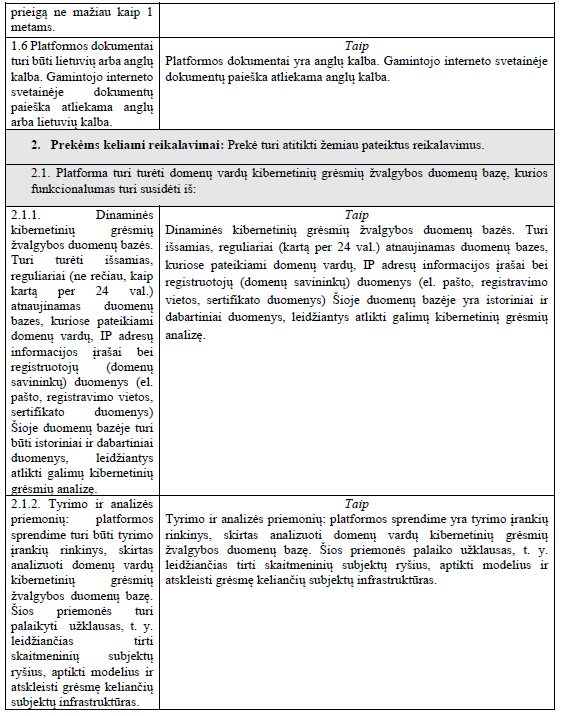 prieigą ne mažiau kaip 1
metams.
1.6 Platformos dokumentai
turi būti lietuvių arba anglų
kalba. Gamintojo interneto
svetainėje dokumentų
paieška atliekama anglų
arba lietuvių kalba.
Taip
Platformos dokumentai yra anglų kalba. Gamintojo interneto svetainėje
dokumentų paieška atliekama anglų kalba.
2. Prekėms keliami reikalavimai: Prekė turi atitikti žemiau pateiktus reikalavimus.
2.1. Platforma turi turėti domenų vardų kibernetinių grėsmių žvalgybos duomenų bazę, kurios
funkcionalumas turi susidėti iš:
2.1.1. Dinaminės
kibernetinių grėsmių
žvalgybos duomenų bazės.
Turi turėti išsamias,
reguliariai (ne rečiau, kaip
kartą per 24 val.)
atnaujinamas duomenų
bazes, kuriose pateikiami
domenų vardų, IP adresų
informacijos įrašai bei
registruotojų (domenų
savininkų) duomenys (el.
pašto, registravimo vietos,
sertifikato duomenys)
Šioje duomenų bazėje turi
būti istoriniai ir dabartiniai
duomenys, leidžiantys
atlikti galimų kibernetinių
grėsmių analizę.
Taip
Dinaminės kibernetinių grėsmių žvalgybos duomenų bazės. Turi
išsamias, reguliariai (kartą per 24 val.) atnaujinamas duomenų bazes,
kuriose pateikiami domenų vardų, IP adresų informacijos įrašai bei
registruotojų (domenų savininkų) duomenys (el. pašto, registravimo
vietos, sertifikato duomenys) Šioje duomenų bazėje yra istoriniai ir
dabartiniai duomenys, leidžiantys atlikti galimų kibernetinių grėsmių
analizę.
2.1.2. Tyrimo ir analizės
priemonių: platformos
sprendime turi būti tyrimo
įrankių rinkinys, skirtas
analizuoti domenų vardų
kibernetinių grėsmių
žvalgybos duomenų bazę.
Šios priemonės turi
palaikyti užklausas, t. y.
leidžiančias tirti
skaitmeninių subjektų
ryšius, aptikti modelius ir
atskleisti grėsmę keliančių
subjektų infrastruktūras.
Taip
Tyrimo ir analizės priemonių: platformos sprendime yra tyrimo įrankių
rinkinys, skirtas analizuoti domenų vardų kibernetinių grėsmių
žvalgybos duomenų bazę. Šios priemonės palaiko užklausas, t. y.
leidžiančias tirti skaitmeninių subjektų ryšius, aptikti modelius ir
atskleisti grėsmę keliančių subjektų infrastruktūras.